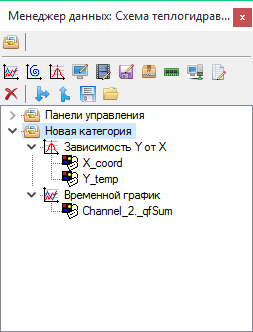 Менеджер данных: Схема теплогидрав...
Панели управления
Новая категория
Зависимость Y от X
X_coord
Y_temp
Временной график
Channel_2._qfSum